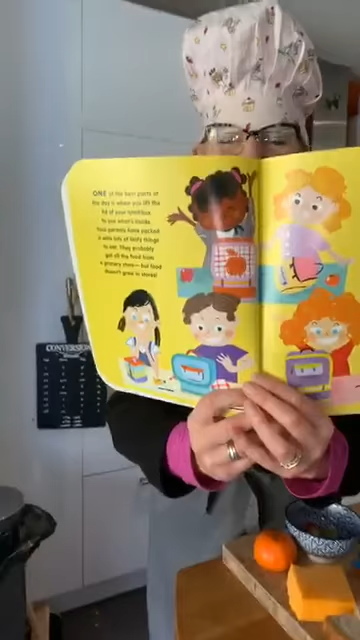 ONE of the best parts of
the day is when you lift the
lid of your lunchbox
to see what's inside.
Your parents have packed
it with lots of tasty things
to eat. They probably
got all the food from
a grocery store—but food
doesn't grow in stores!
CONVERSION